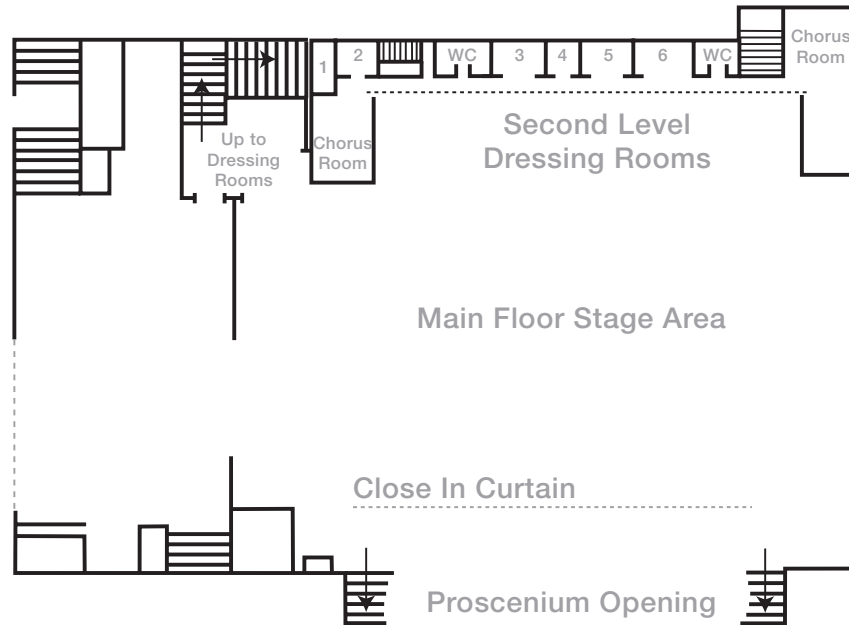 1
2
WC
3
4
5
6
WC
Chorus
Room
Second Level
Dressing Rooms
Up to
Dressing
Rooms
Chorus
Room
Main Floor Stage Area
Close In Curtain
Proscenium Opening